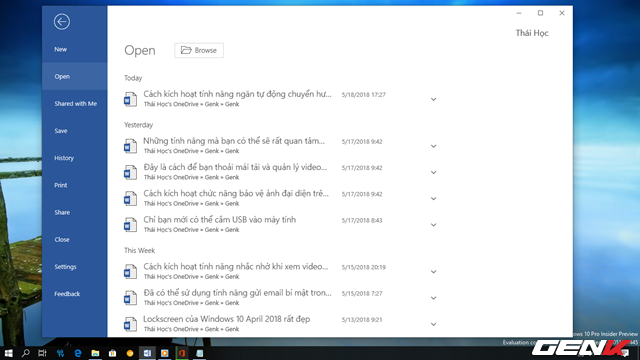 Thái Học
New
Open
Shared with Me
Save
History
Print
Share
Close
Settings
Feedback
Open
Browse
Today
Cách kích hoạt tính năng ngăn tự động chuyển hư... 5/18/2018 17:27
Thái Học's OneDrive » Genk » Genk
Yesterday
Những tính năng mà bạn có thể sẽ rất quan tâm... 5/17/2018 9:42
Thái Học's OneDrive » Genk » Genk
Đây là cách để bạn thoải mái tải và quản lý video... 5/17/2018 9:42
Thái Học's OneDrive » Genk » Genk
Cách kích hoạt chức năng bảo vệ ảnh đại diện trê... 5/17/2018 9:42
Thái Học's OneDrive » Genk » Genk
Chỉ bạn mới có thể cắm USB vào máy tính 5/17/2018 8:43
Thái Học's OneDrive » Genk » Genk
This Week
Cách kích hoạt tính năng nhắc nhở khi xem video... 5/15/2018 20:19
Thái Học's OneDrive » Genk » Genk
Đã có thể sử dụng tính năng gửi email bí mật tron... 5/15/2018 7:27
Thái Học's OneDrive » Genk » Genk
Lockscreen của Windows 10 April 2018 rất đẹp 5/13/2018 9:21
Thái Học's OneDrive » Genk » Genk
10 Pro Insider Preview
Evaluation
GENK